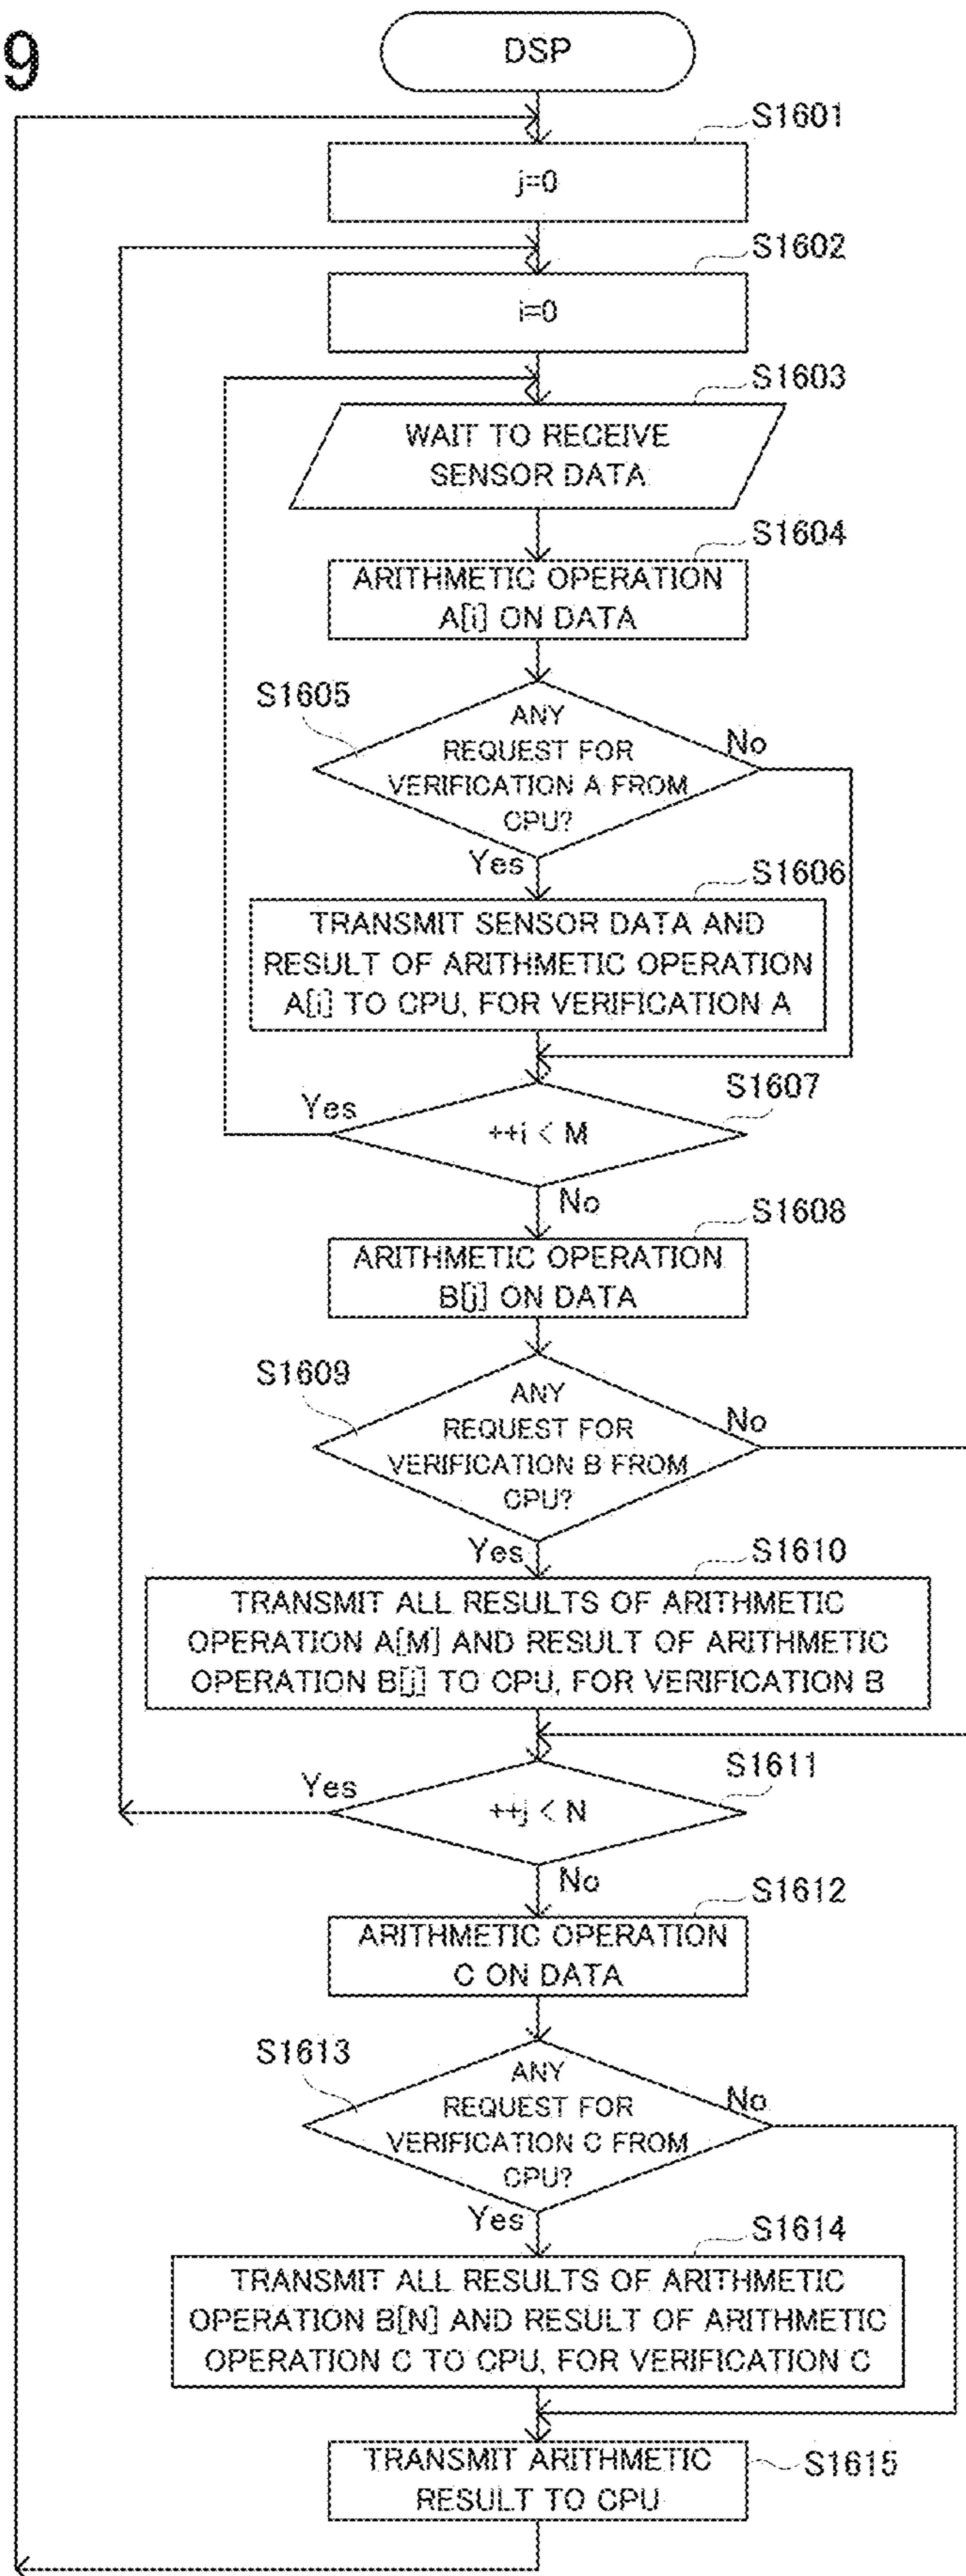 9
DSP
S1601
j=0
S1602
i=0
S1603
WAIT TO RECEIVE
SENSOR DATA
S1604
ARITHMETIC OPERATION
A[i] ON DATA
S1605
ANY
REQUEST FOR
VERIFICATION A FROM
CPU?
No
Yes
S1606
TRANSMIT SENSOR DATA AND
RESULT OF ARITHMETIC OPERATION
A[i] TO CPU, FOR VERIFICATION A
S1607
Yes
++i < M
No
S1608
ARITHMETIC OPERATION
B[j] ON DATA
S1609
ANY
REQUEST FOR
VERIFICATION B FROM
CPU?
No
Yes
S1610
TRANSMIT ALL RESULTS OF ARITHMETIC
OPERATION A[M] AND RESULT OF ARITHMETIC
OPERATION B[j] TO CPU, FOR VERIFICATION B
S1611
Yes
++j < N
No
S1612
ARITHMETIC OPERATION
C ON DATA
S1613
ANY
REQUEST FOR
VERIFICATION C FROM
CPU?
No
Yes
S1614
TRANSMIT ALL RESULTS OF ARITHMETIC
OPERATION B[N] AND RESULT OF ARITHMETIC
OPERATION C TO CPU, FOR VERIFICATION C
TRANSMIT ARITHMETIC
RESULT TO CPU
S1615